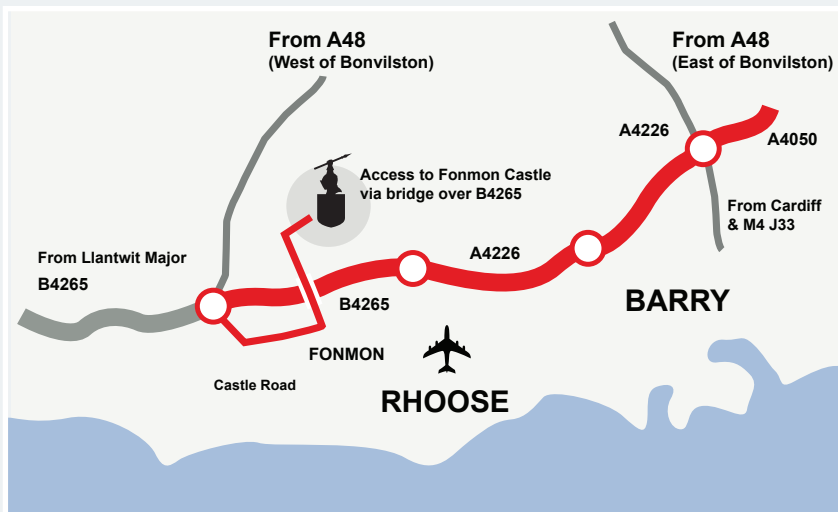 From A48
(West of Bonvilston)
From A48
(East of Bonvilston)
A4226
A4050
Access to Fonmon Castle
via bridge over B4265
From Cardiff
& M4 J33
From Llantwit Major
B4265
A4226
B4265
BARRY
FONMON
Castle Road
RHOOSE